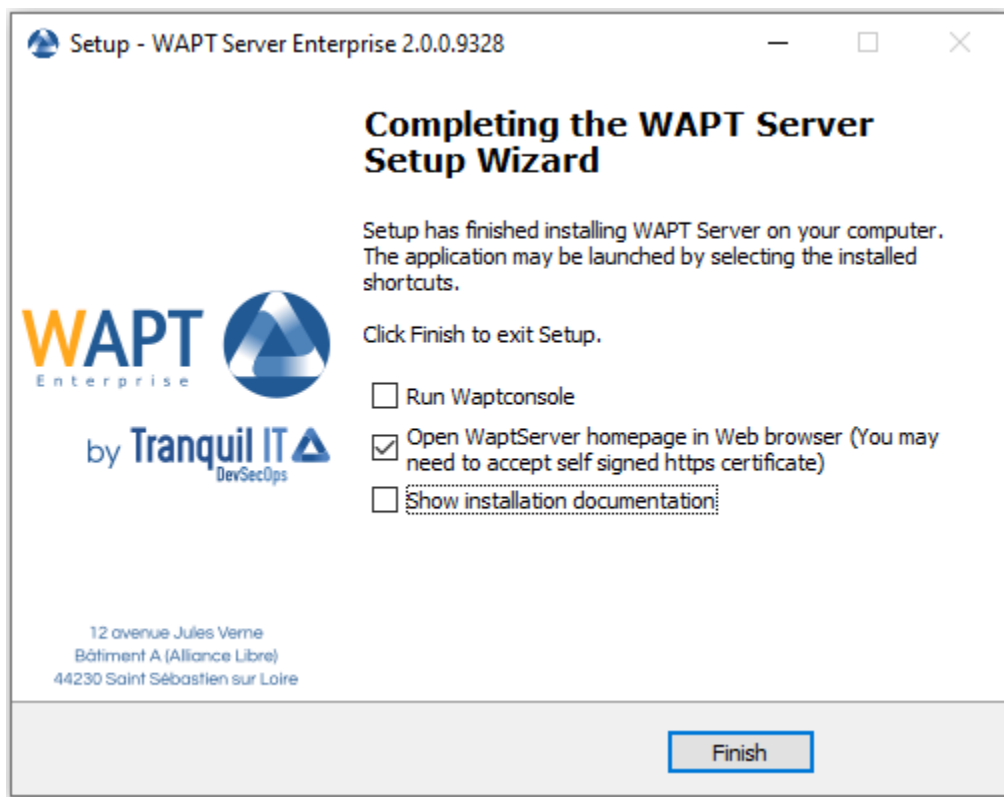 Setup - WAPT Server Enterprise 2.0.0.9328
Completing the WAPT Server
Setup Wizard
Setup has finished installing WAPT Server on your computer.
The application may be launched by selecting the installed
shortcuts.
Click Finish to exit Setup.
WAPT
Enterprise
by Tranquil IT
DevSecOps
Run Waptconsole
Open WaptServer homepage in Web browser (You may
need to accept self signed https certificate)
Show installation documentation
12 avenue Jules Verne
Bâtiment A (Alliance Libre)
44230 Saint Sébastien sur Loire
Finish